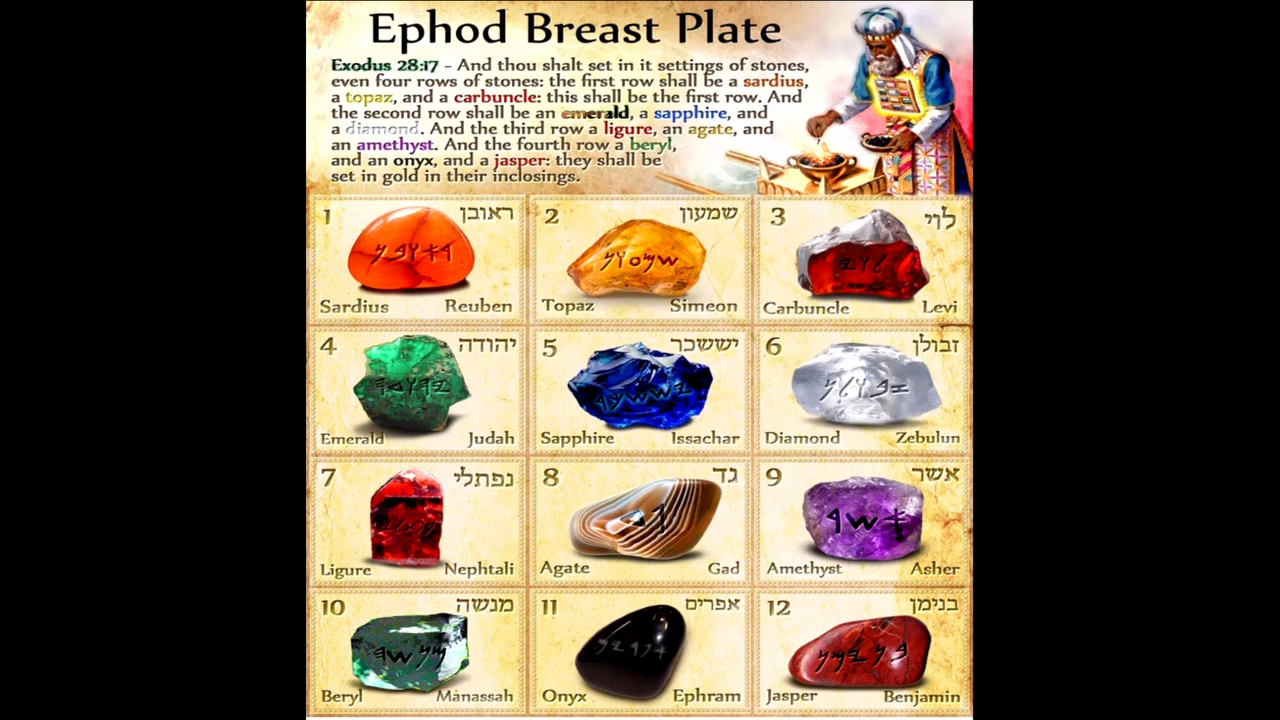 Ephod Breast Plate
Exodus 28:17 - And thou shalt set in it settings of stones,
even four rows of stones: the first row shall be a sardius,
a topaz, and a carbuncle: this shall be the first row. And
the second row shall be an emerald, a sapphire, and
a diamond. And the third row a ligure, an agate, and
an amethyst. And the fourth row a beryl,
and an onyx, and a jasper: they shall be
set in gold in their inclosings.
1 ראובן
Sardius Reuben
2 שמעון
Topaz Simeon
3 לוי
Carbuncle Levi
4 יהודה
Emerald Judah
5 יששכר
Sapphire Issachar
6 זבולן
Diamond Zebulun
7 נפתלי
Ligure Nephtali
8 גד
Agate Gad
9 אשר
Amethyst Asher
10 מנשה
Beryl Manassah
11 אפרים
Onyx Ephram
12 בנימן
Jasper Benjamin